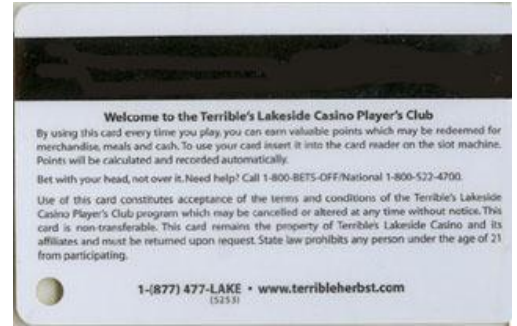 Welcome to the Terrible's Lakeside Casino Player's Club
By using this card every time you play, you can earn valuable points which may be redeemed for
merchandise, meals and cash. To use your card insert it into the card reader on the slot machine.
Points will be calculated and recorded automatically.
Bet with your head, not over it. Need help? Call 1-800-BETS-OFF/National 1-800-522-4700.
Use of this card constitutes acceptance of the terms and conditions of the Terrible's Lakeside
Casino Player's Club program which may be cancelled or altered at any time without notice. This
card is non-transferable. This card remains the property of Terrible's Lakeside Casino and its
affiliates and must be returned upon request. State law prohibits any person under the age of 21
from participating.
1-(877) 477-LAKE • www.terribleherbst.com
(5253)